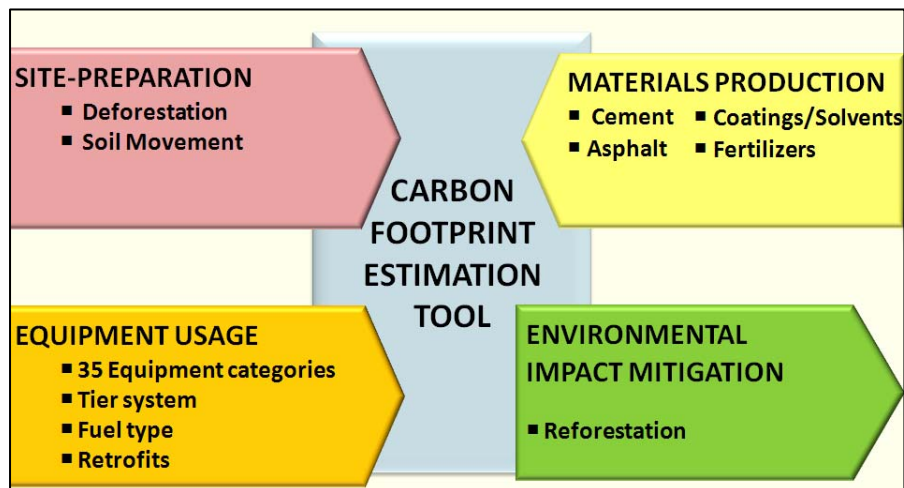 SITE-PREPARATION
▪ Deforestation
▪ Soil Movement
MATERIALS PRODUCTION
▪ Cement ▪ Coatings/Solvents
▪ Asphalt ▪ Fertilizers
CARBON
FOOTPRINT
ESTIMATION
TOOL
EQUIPMENT USAGE
▪ 35 Equipment categories
▪ Tier system
▪ Fuel type
▪ Retrofits
ENVIRONMENTAL
IMPACT MITIGATION
▪ Reforestation